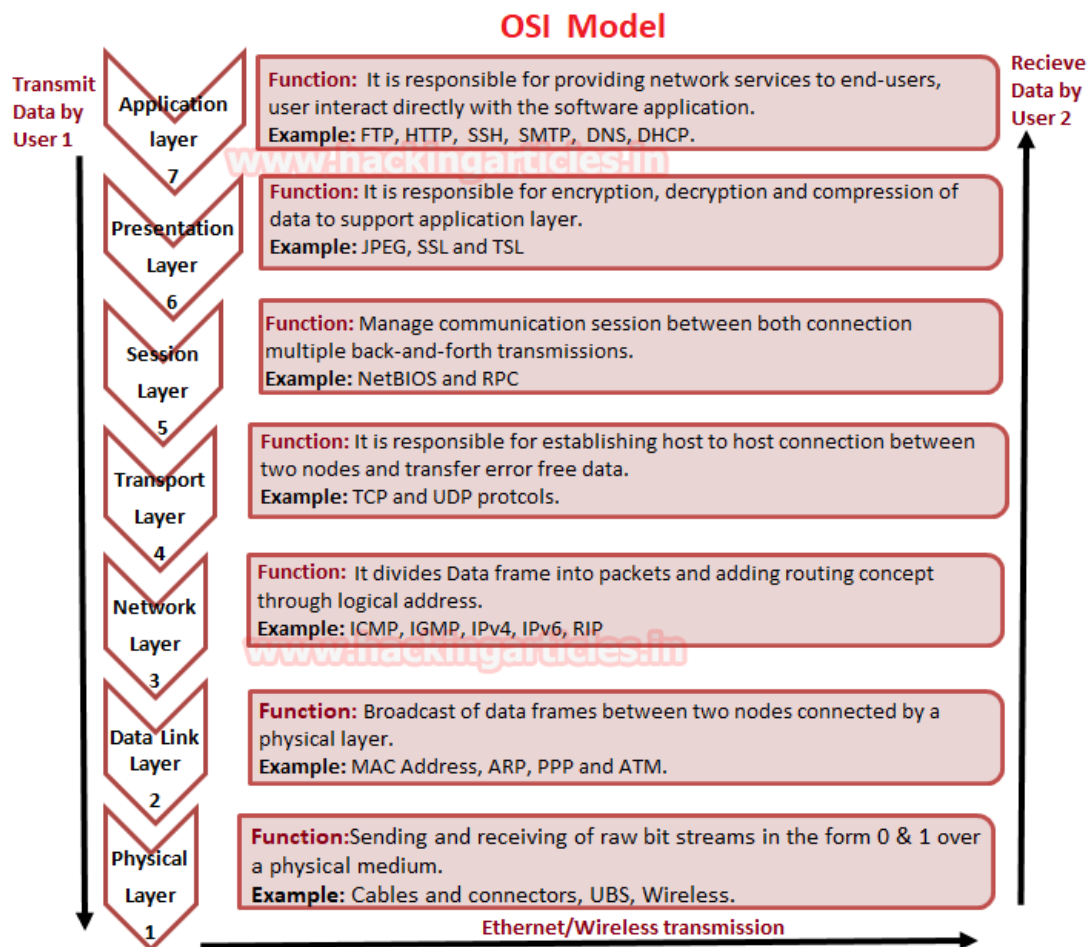 OSI Model
Transmit
Data by
User 1
Recieve
Data by
User 2
Application
layer
7
Function: It is responsible for providing network services to end-users,
user interact directly with the software application.
Example: FTP, HTTP, SSH, SMTP, DNS, DHCP.
www.hackingarticles.in
Presentation
Layer
6
Function: It is responsible for encryption, decryption and compression of
data to support application layer.
Example: JPEG, SSL and TSL
Session
Layer
5
Function: Manage communication session between both connection
multiple back-and-forth transmissions.
Example: NetBIOS and RPC
Transport
Layer
4
Function: It is responsible for establishing host to host connection between
two nodes and transfer error free data.
Example: TCP and UDP protcols.
Network
Layer
3
Function: It divides Data frame into packets and adding routing concept
through logical address.
Example: ICMP, IGMP, IPv4, IPv6, RIP
www.hackingarticles.in
Data Link
Layer
2
Function: Broadcast of data frames between two nodes connected by a
physical layer.
Example: MAC Address, ARP, PPP and ATM.
Physical
Layer
1
Function:Sending and receiving of raw bit streams in the form 0 & 1 over
a physical medium.
Example: Cables and connectors, UBS, Wireless.
Ethernet/Wireless transmission